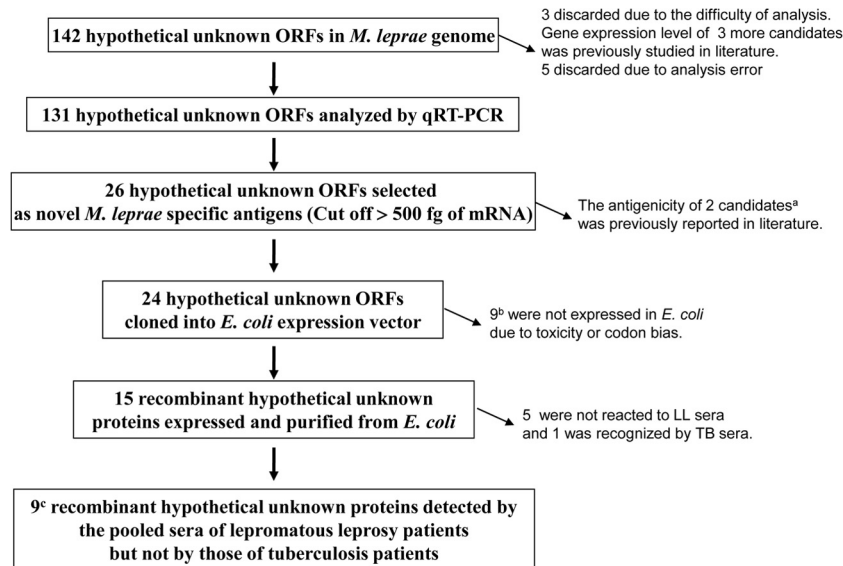 142 hypothetical unknown ORFs in M. leprae genome
3 discarded due to the difficulty of analysis.
Gene expression level of 3 more candidates
was previously studied in literature.
5 discarded due to analysis error
131 hypothetical unknown ORFs analyzed by qRT-PCR
26 hypothetical unknown ORFs selected
as novel M. leprae specific antigens (Cut off > 500 fg of mRNA)
The antigenicity of 2 candidatesᵃ
was previously reported in literature.
24 hypothetical unknown ORFs
cloned into E. coli expression vector
9ᵇ were not expressed in E. coli
due to toxicity or codon bias.
15 recombinant hypothetical unknown
proteins expressed and purified from E. coli
5 were not reacted to LL sera
and 1 was recognized by TB sera.
9ᶜ recombinant hypothetical unknown proteins detected by
the pooled sera of lepromatous leprosy patients
but not by those of tuberculosis patients